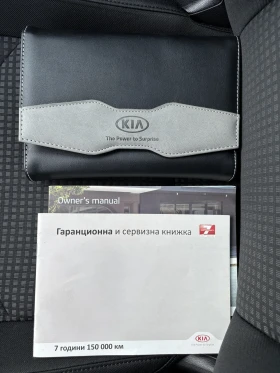 KIA
The Power to Surprise
Owner's manual
Гаранционна и сервизна книжка
7 години 150 000 км
KIA